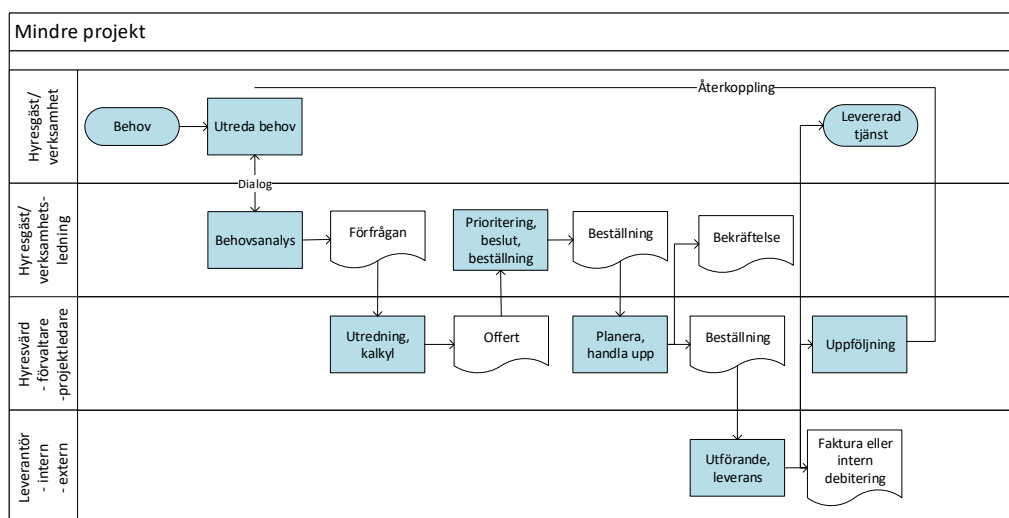 Mindre projekt
Hyresgäst/
verksamhet
Behov
Utreda behov
Återkoppling
Levererad
tjänst
Dialog
Hyresgäst/
verksamhets-
ledning
Behovsanalys
Förfrågan
Prioritering,
beslut,
beställning
Beställning
Bekräftelse
Hyresvärd
- förvaltare
-projektledare
Utredning,
kalkyl
Offert
Planera,
handla upp
Beställning
Uppföljning
Leverantör
- intern
- extern
Utförande,
leverans
Faktura eller
intern
debitering